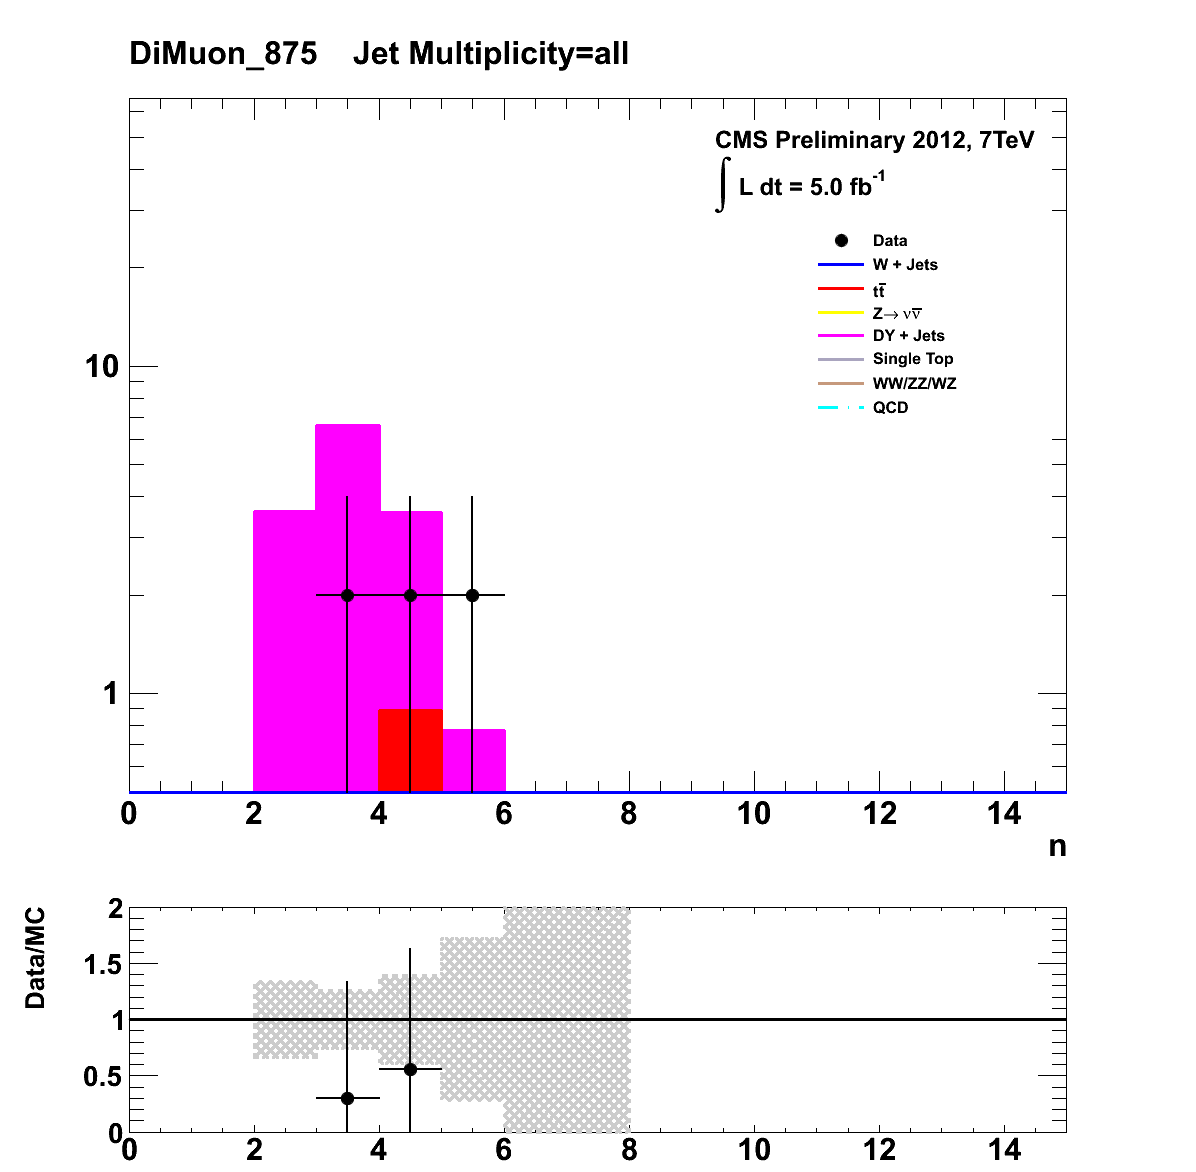 DiMuon_875 Jet Multiplicity=all
CMS Preliminary 2012, 7TeV
∫ L dt = 5.0 fb⁻¹
Data
W + Jets
tt̅
Z→ νν̅
DY + Jets
Single Top
WW/ZZ/WZ
QCD
10
1
0 2 4 6 8 10 12 14
n
Data/MC
2
1.5
1
0.5
0
0 2 4 6 8 10 12 14